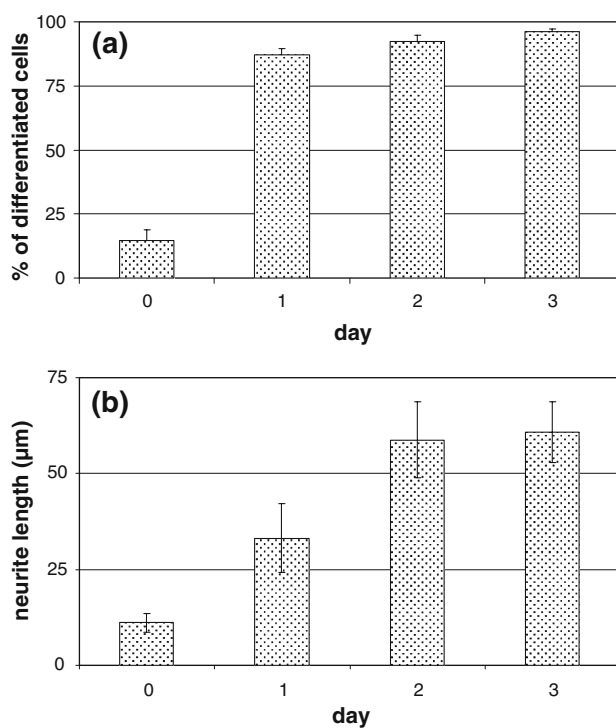 (a)
% of differentiated cells
100
75
50
25
0
0 1 2 3
day
(b)
neurite length (µm)
75
50
25
0
0 1 2 3
day